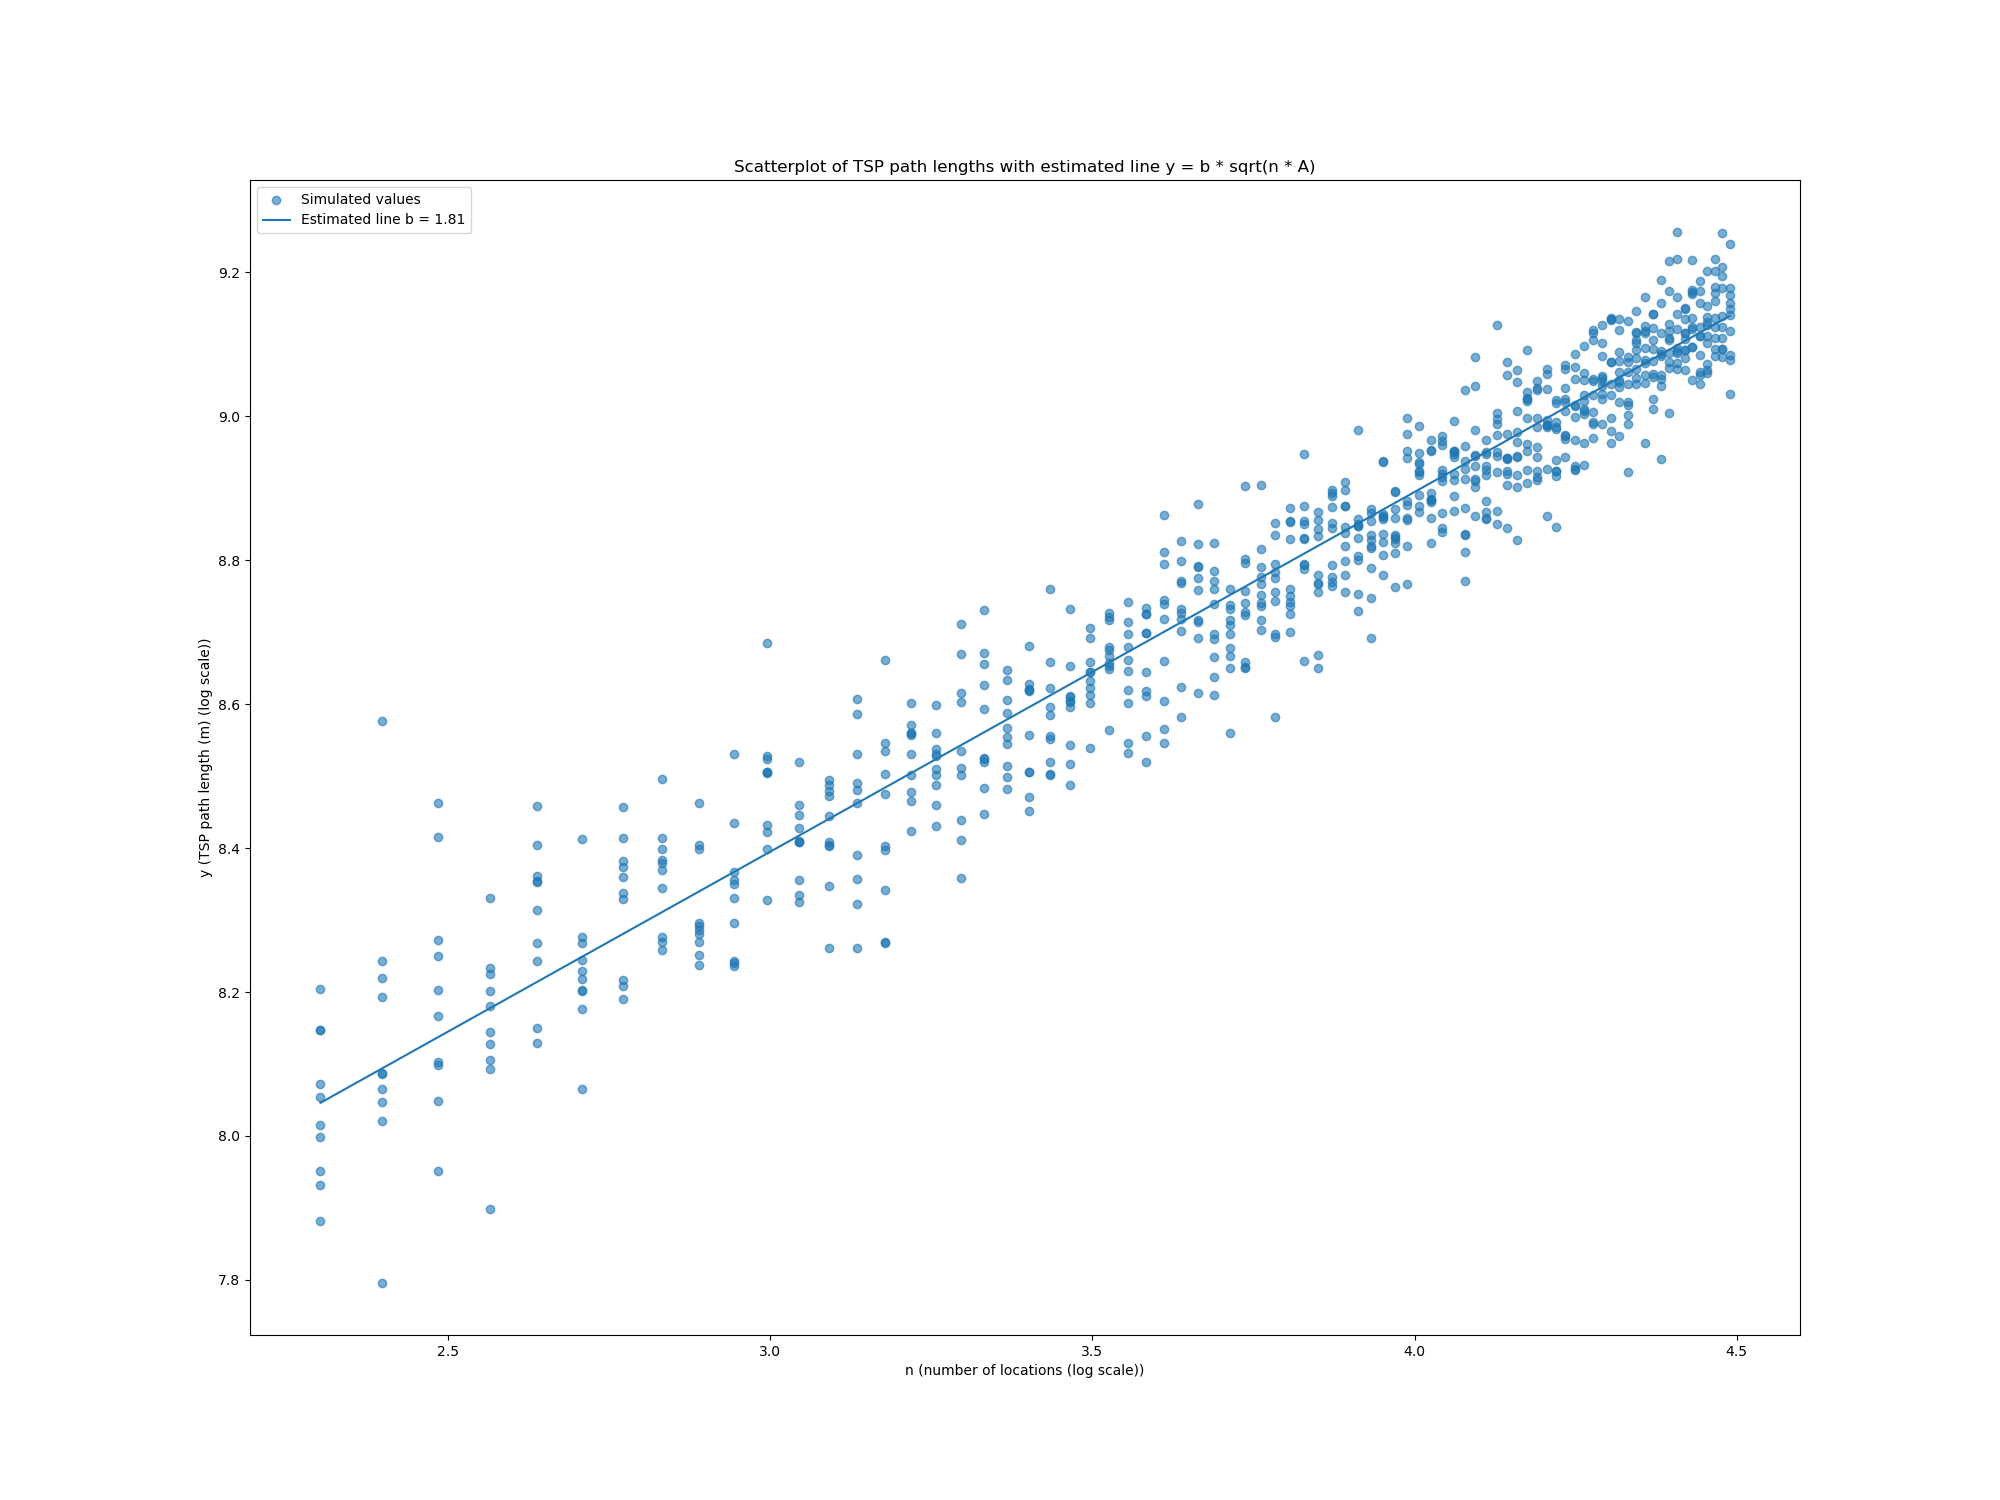 Scatterplot of TSP path lengths with estimated line y = b * sqrt(n * A)
Simulated values
Estimated line b = 1.81
y (TSP path length (m) (log scale))
9.2
9.0
8.8
8.6
8.4
8.2
8.0
7.8
2.5 3.0 3.5 4.0 4.5
n (number of locations (log scale))